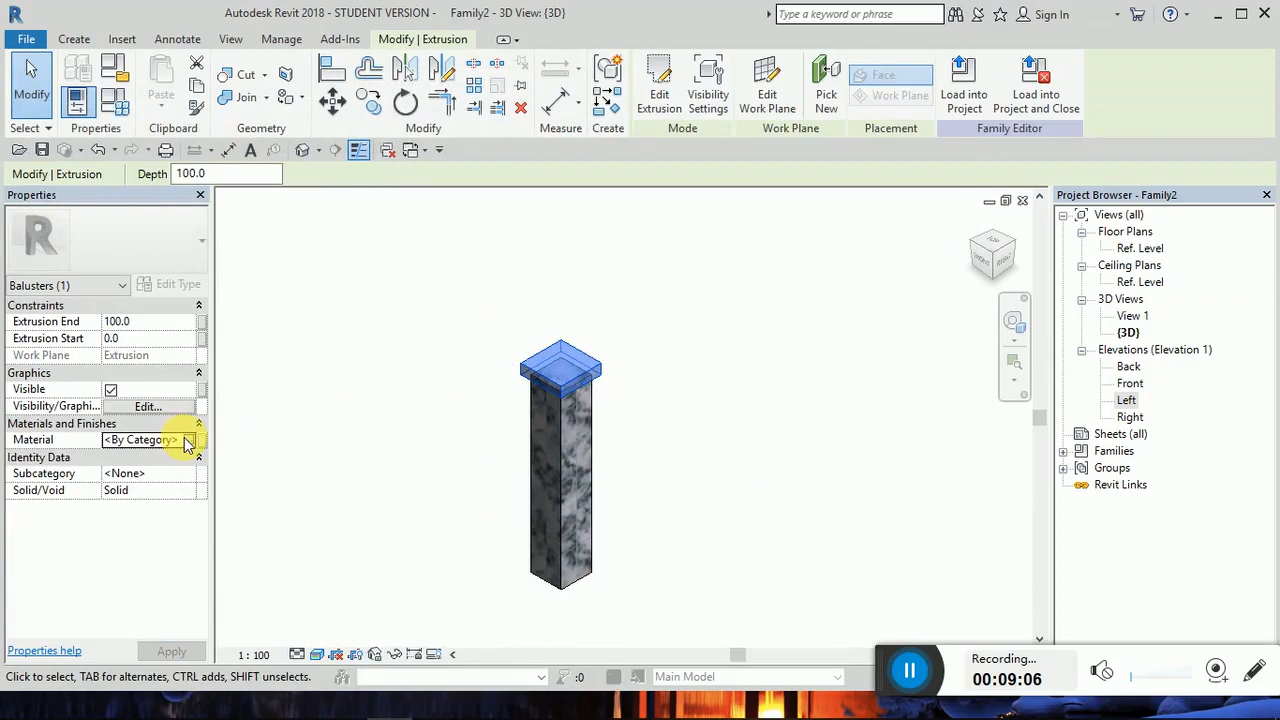 Autodesk Revit 2018 - STUDENT VERSION - Family2 - 3D View: {3D}
Type a keyword or phrase
Sign In
File Create Insert Annotate View Manage Add-Ins Modify | Extrusion
Modify
Paste
Cut
Join
Edit Extrusion
Visibility Settings
Edit Work Plane
Pick New
Face
Work Plane
Load into Project
Load into Project and Close
Select Properties Clipboard Geometry Modify Measure Create Mode Work Plane Placement Family Editor
Modify | Extrusion Depth 100.0
Properties
R
Balusters (1) Edit Type
Constraints
Extrusion End 100.0
Extrusion Start 0.0
Work Plane Extrusion
Graphics
Visible
Visibility/Graphi... Edit...
Materials and Finishes
Material <By Category>
Identity Data
Subcategory <None>
Solid/Void Solid
Properties help Apply
TOP
FRONT
RIGHT
1 : 100
Project Browser - Family2
Views (all)
Floor Plans
Ref. Level
Ceiling Plans
Ref. Level
3D Views
View 1
{3D}
Elevations (Elevation 1)
Back
Front
Left
Right
Sheets (all)
Families
Groups
Revit Links
Click to select, TAB for alternates, CTRL adds, SHIFT unselects.
:0
Main Model
Recording...
00:09:06